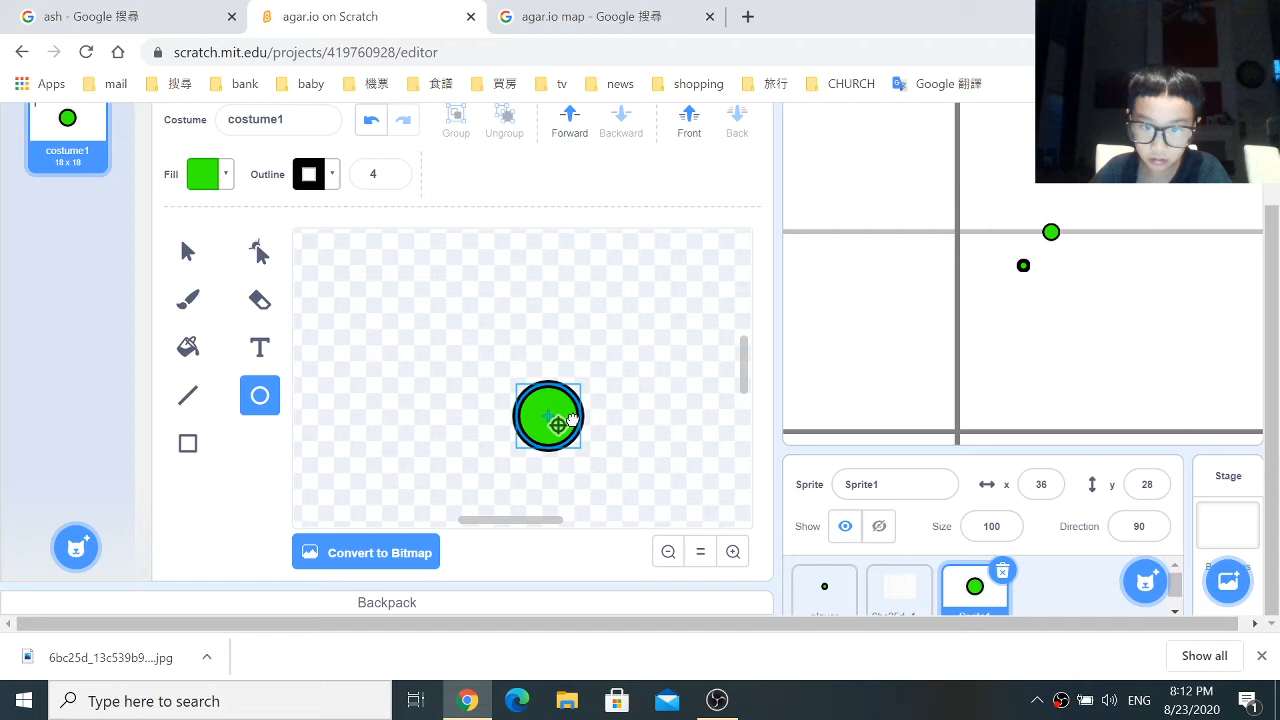 ash - Google 搜尋
agar.io on Scratch
agar.io map - Google 搜尋
scratch.mit.edu/projects/419760928/editor
Apps
mail
搜尋
bank
baby
機票
食譜
買房
tv
news
shopping
旅行
CHURCH
Google 翻譯
costume1
18 x 18
Costume
costume1
Group
Ungroup
Forward
Backward
Front
Back
Fill
Outline
4
T
Convert to Bitmap
Backpack
Sprite
Sprite1
x
36
y
28
Show
Size
100
Direction
90
Stage
6bc25d_13c539b9....jpg
Show all
Type here to search
ENG
8:12 PM
8/23/2020
1